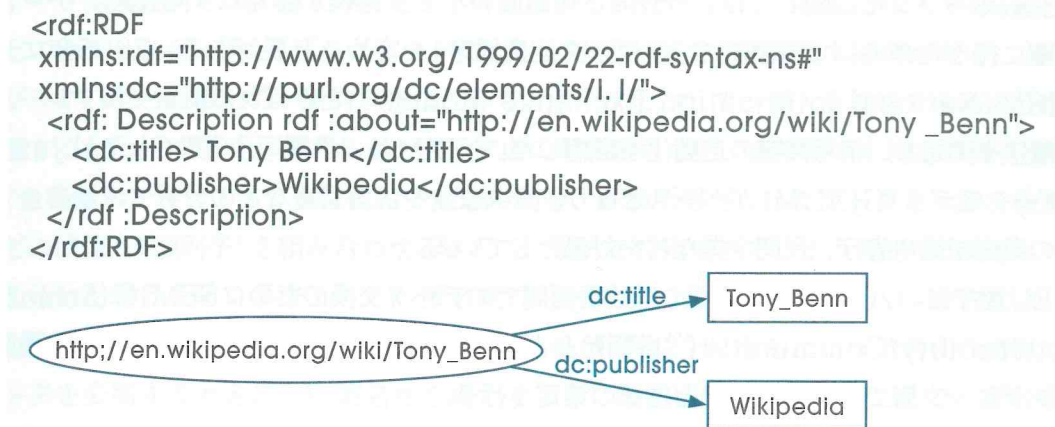 <rdf:RDF
xmlns:rdf="http://www.w3.org/1999/02/22-rdf-syntax-ns#"
xmlns:dc="http://purl.org/dc/elements/l. l/">
<rdf: Description rdf :about="http://en.wikipedia.org/wiki/Tony _Benn">
<dc:title> Tony Benn</dc:title>
<dc:publisher>Wikipedia</dc:publisher>
</rdf :Description>
</rdf:RDF>
dc:title
Tony_Benn
http;//en.wikipedia.org/wiki/Tony_Benn
dc:publisher
Wikipedia